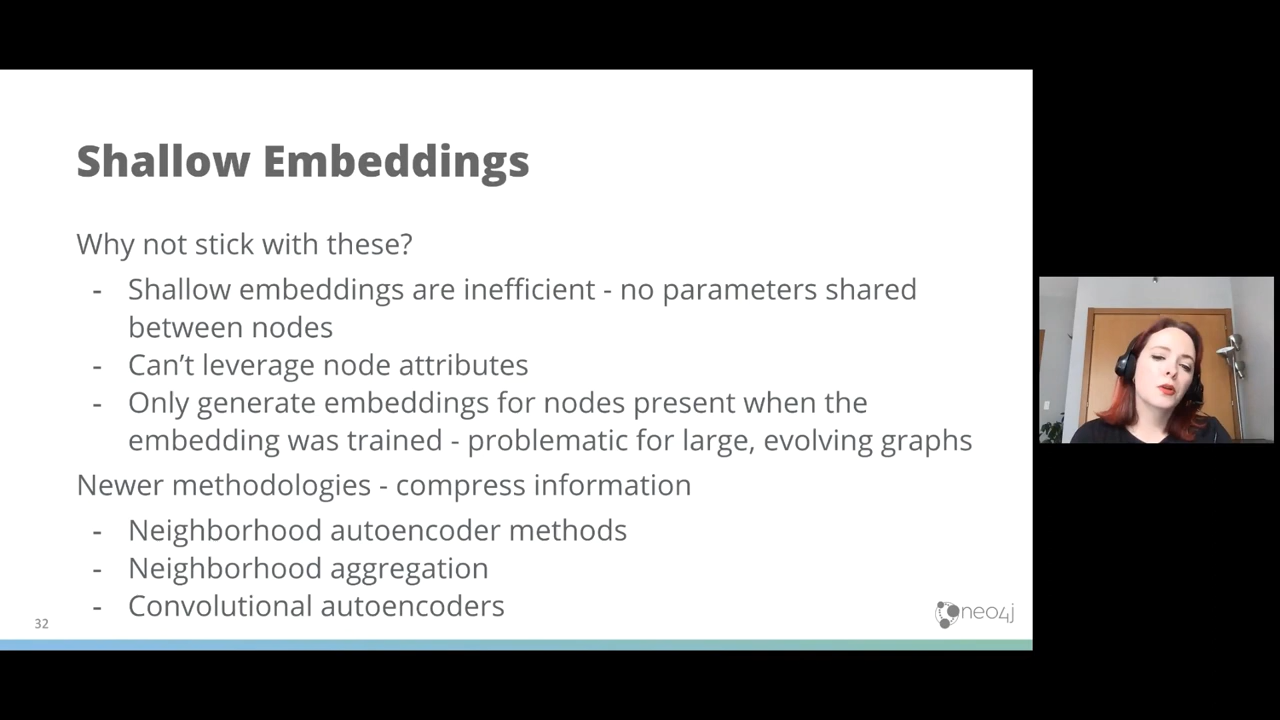 Shallow Embeddings
Why not stick with these?
- Shallow embeddings are inefficient - no parameters shared
between nodes
- Can’t leverage node attributes
- Only generate embeddings for nodes present when the
embedding was trained - problematic for large, evolving graphs
Newer methodologies - compress information
- Neighborhood autoencoder methods
- Neighborhood aggregation
- Convolutional autoencoders
32
neo4j